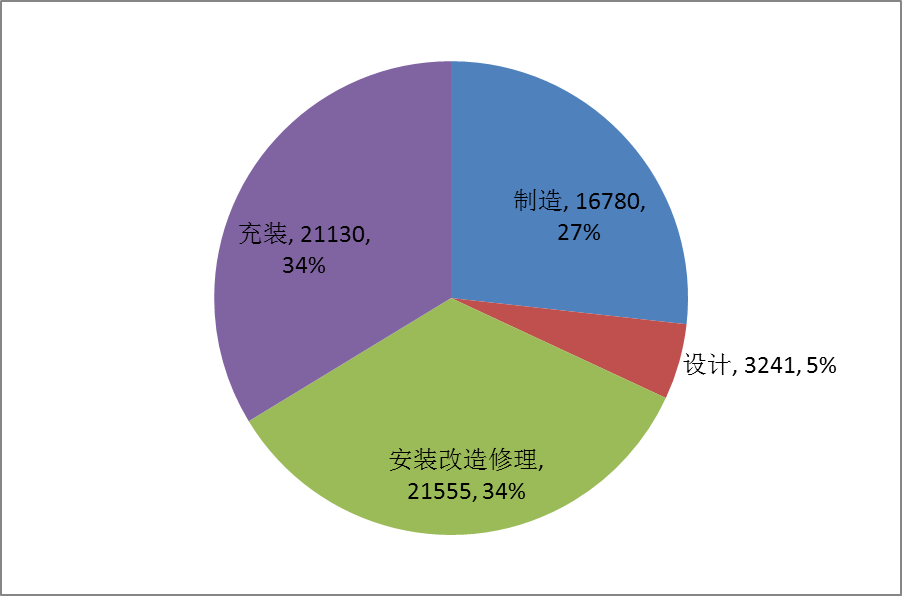 制造, 16780,
27%
充装, 21130,
34%
设计, 3241, 5%
安装改造修理,
21555, 34%